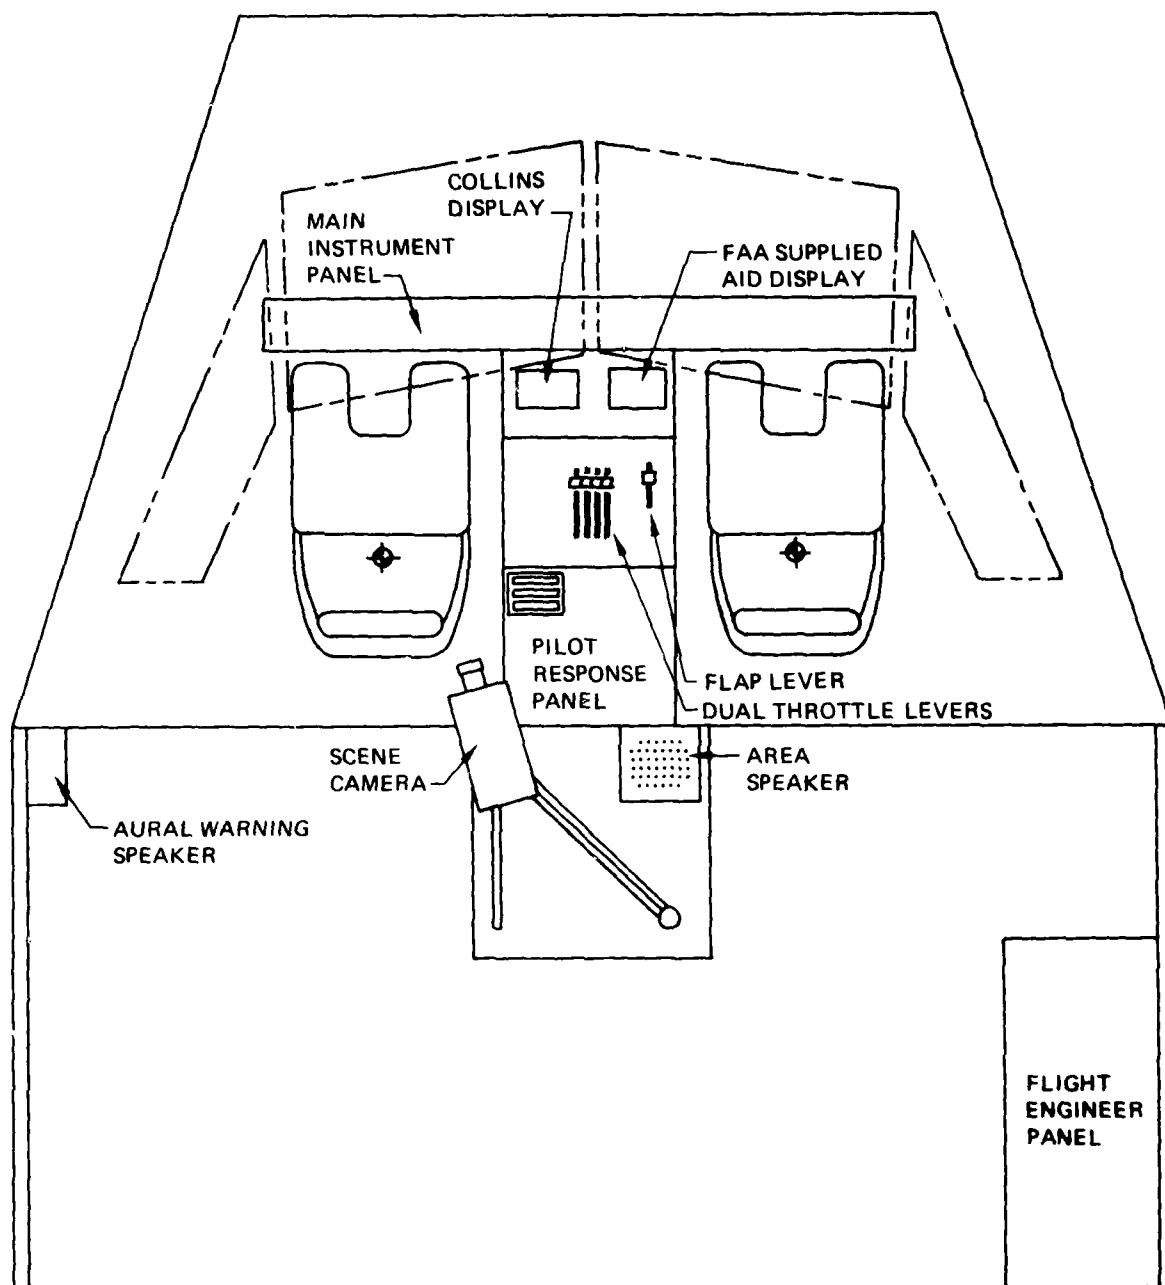 COLLINS
DISPLAY
MAIN
INSTRUMENT
PANEL
FAA SUPPLIED
AID DISPLAY
PILOT
RESPONSE
PANEL
FLAP LEVER
DUAL THROTTLE LEVERS
SCENE
CAMERA
AREA
SPEAKER
AURAL WARNING
SPEAKER
FLIGHT
ENGINEER
PANEL